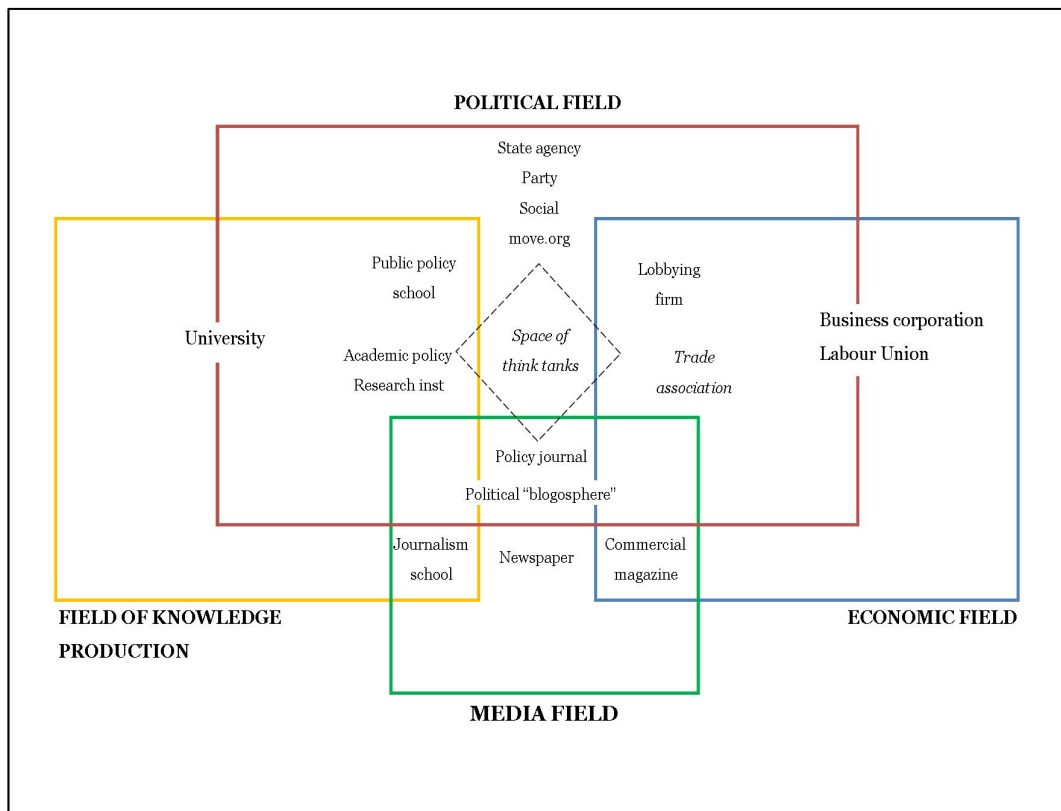 POLITICAL FIELD
State agency
Party
Social
move.org
Public policy
school
Lobbying
firm
University
Academic policy
Research inst
Space of
think tanks
Trade
association
Business corporation
Labour Union
Policy journal
Political “blogosphere”
Journalism
school
Newspaper
Commercial
magazine
FIELD OF KNOWLEDGE
PRODUCTION
ECONOMIC FIELD
MEDIA FIELD